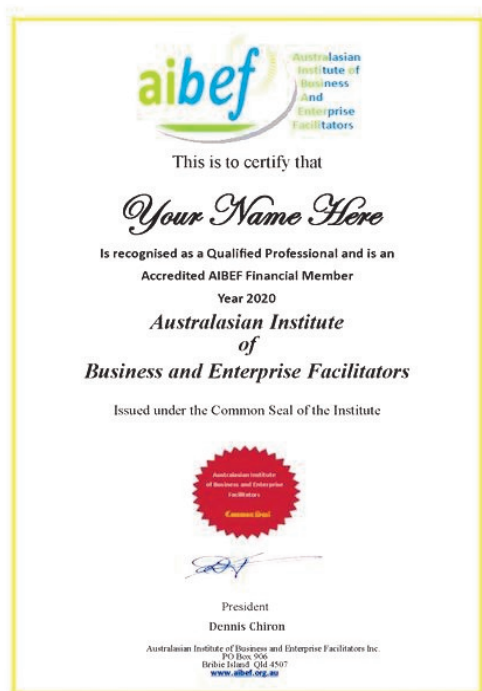 aibef
Australasian
Institute of
Business
And
Enterprise
Facilitators
This is to certify that
Your Name Here
Is recognised as a Qualified Professional and is an
Accredited AIBEF Financial Member
Year 2020
Australasian Institute
of
Business and Enterprise Facilitators
Issued under the Common Seal of the Institute
Australasian Institute
of Business and Enterprise
Facilitators
Common Seal
President
Dennis Chiron
Australasian Institute of Business and Enterprise Facilitators Inc.
PO Box 906
Bribie Island Qld 4507
www.aibef.org.au